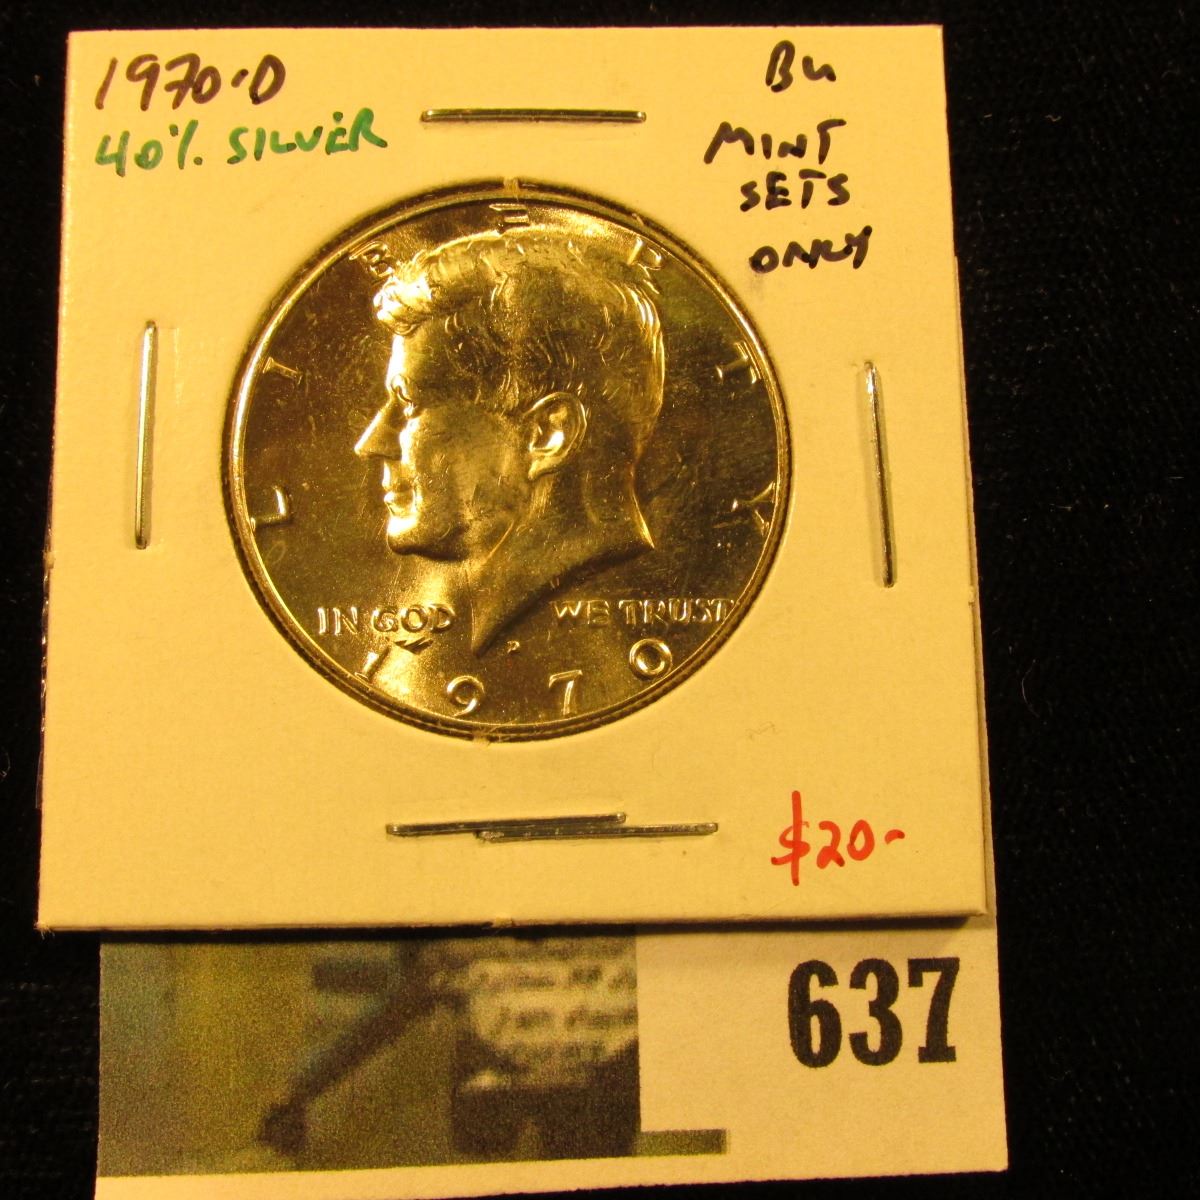 1970-D
40% SILVER
BU
MINT
SETS
ONLY
LIBERTY
IN GOD WE TRUST
D
1970
$20-
637